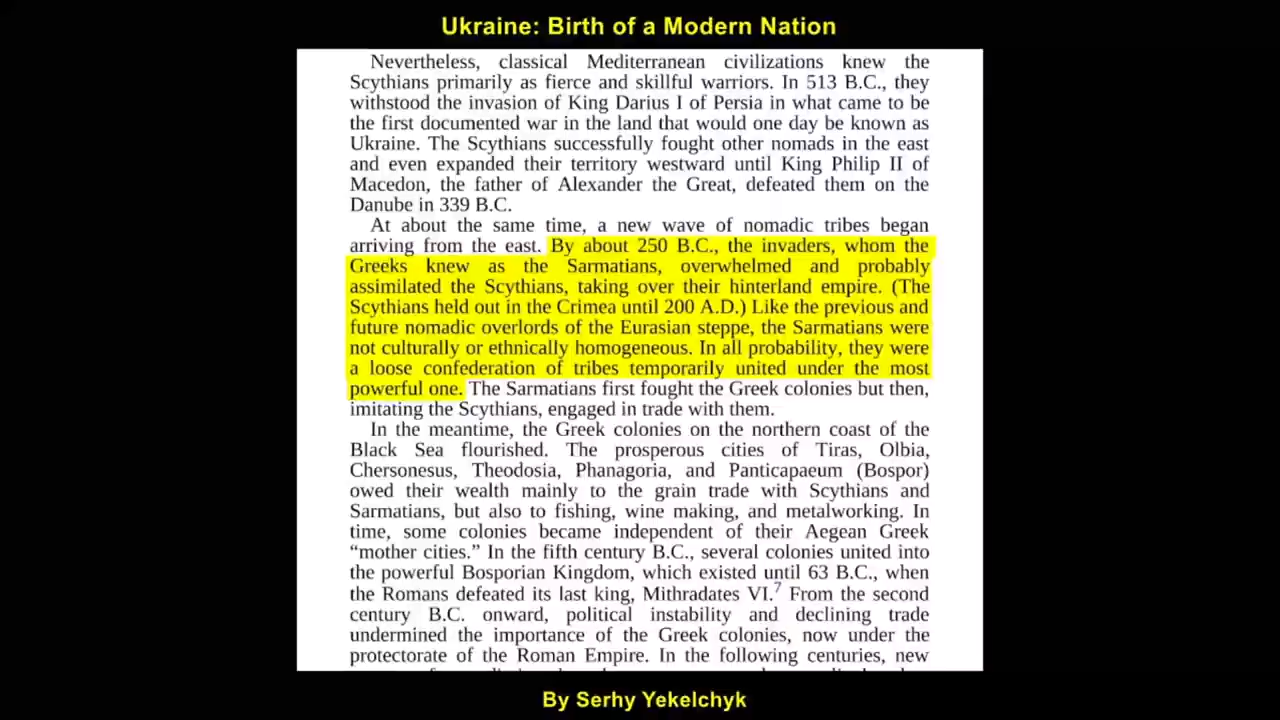 Ukraine: Birth of a Modern Nation
Nevertheless, classical Mediterranean civilizations knew the
Scythians primarily as fierce and skillful warriors. In 513 B.C., they
withstood the invasion of King Darius I of Persia in what came to be
the first documented war in the land that would one day be known as
Ukraine. The Scythians successfully fought other nomads in the east
and even expanded their territory westward until King Philip II of
Macedon, the father of Alexander the Great, defeated them on the
Danube in 339 B.C.
At about the same time, a new wave of nomadic tribes began
arriving from the east. By about 250 B.C., the invaders, whom the
Greeks knew as the Sarmatians, overwhelmed and probably
assimilated the Scythians, taking over their hinterland empire. (The
Scythians held out in the Crimea until 200 A.D.) Like the previous and
future nomadic overlords of the Eurasian steppe, the Sarmatians were
not culturally or ethnically homogeneous. In all probability, they were
a loose confederation of tribes temporarily united under the most
powerful one. The Sarmatians first fought the Greek colonies but then,
imitating the Scythians, engaged in trade with them.
In the meantime, the Greek colonies on the northern coast of the
Black Sea flourished. The prosperous cities of Tiras, Olbia,
Chersonesus, Theodosia, Phanagoria, and Panticapaeum (Bospor)
owed their wealth mainly to the grain trade with Scythians and
Sarmatians, but also to fishing, wine making, and metalworking. In
time, some colonies became independent of their Aegean Greek
“mother cities.” In the fifth century B.C., several colonies united into
the powerful Bosporian Kingdom, which existed until 63 B.C., when
the Romans defeated its last king, Mithradates VI.7 From the second
century B.C. onward, political instability and declining trade
undermined the importance of the Greek colonies, now under the
protectorate of the Roman Empire. In the following centuries, new
By Serhy Yekelchyk